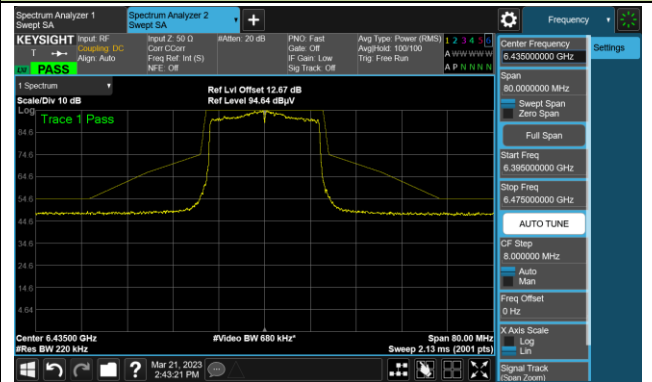 Spectrum Analyzer 1
Swept SA
Spectrum Analyzer 2
Swept SA
Frequency
KEYSIGHT
Input: RF
Coupling: DC
Align: Auto
Input Z: 50 Ω
Corr CCorr
Freq Ref: Int (S)
NFE: Off
#Atten: 20 dB
PNO: Fast
Gate: Off
IF Gain: Low
Sig Track: Off
Avg Type: Power (RMS)
Avg|Hold: 100/100
Trig: Free Run
1 2 3 4 5 6
A W W W W W
A P N N N N
T
LNI PASS
1 Spectrum
Scale/Div 10 dB
Ref Lvl Offset 12.67 dB
Ref Level 94.64 dBµV
Log
Trace 1 Pass
84.6
74.6
64.6
54.6
44.6
34.6
24.6
14.6
4.64
Center 6.43500 GHz
#Res BW 220 kHz
#Video BW 680 kHz*
Span 80.00 MHz
Sweep 2.13 ms (2001 pts)
Mar 21, 2023
2:43:21 PM
Center Frequency
6.435000000 GHz
Settings
Span
80.0000000 MHz
Swept Span
Zero Span
Full Span
Start Freq
6.395000000 GHz
Stop Freq
6.475000000 GHz
AUTO TUNE
CF Step
8.000000 MHz
Auto
Man
Freq Offset
0 Hz
X Axis Scale
Log
Lin
Signal Track
(Span Zoom)